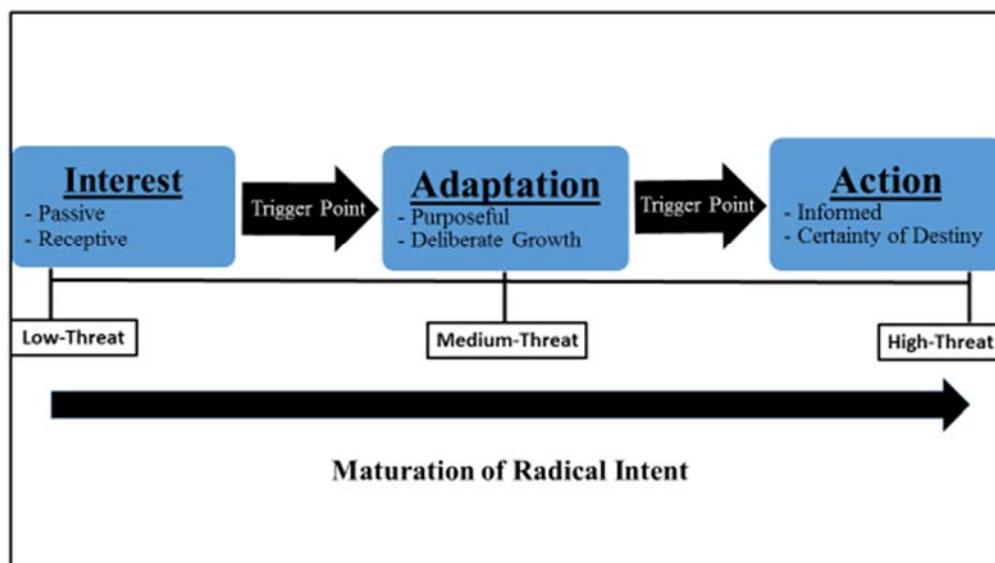 Interest
- Passive
- Receptive
Trigger Point
Adaptation
- Purposeful
- Deliberate Growth
Trigger Point
Action
- Informed
- Certainty of Destiny
Low-Threat
Medium-Threat
High-Threat
Maturation of Radical Intent